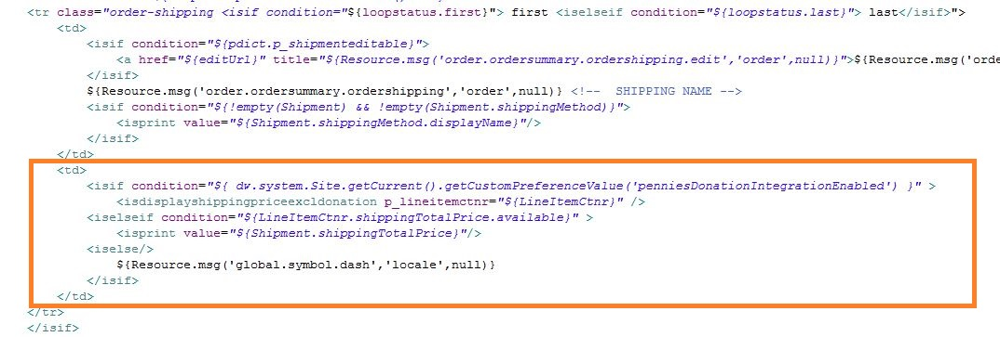 <tr class="order-shipping <isif condition="${loopstatus.first}"> first <iselseif condition="${loopstatus.last}"> last</isif>">
<td>
<isif condition="${pdict.p_shipmenteditable}">
<a href="${editUrl}" title="${Resource.msg('order.ordersummary.ordershipping.edit','order',null)}">${Resource.msg('orde
</isif>
${Resource.msg('order.ordersummary.ordershipping','order',null)} <!--  SHIPPING NAME -->
<isif condition="${!empty(Shipment) && !empty(Shipment.shippingMethod)}">
<isprint value="${Shipment.shippingMethod.displayName}"/>
</isif>
</td>
<td>
<isif condition="${ dw.system.Site.getCurrent().getCustomPreferenceValue('penniesDonationIntegrationEnabled') }" >
<isdisplayshippingpriceexcldonation p_lineitemctnr="${LineItemCtnr}" />
<iselseif condition="${LineItemCtnr.shippingTotalPrice.available}" >
<isprint value="${Shipment.shippingTotalPrice}"/>
<iselse/>
${Resource.msg('global.symbol.dash','locale',null)}
</isif>
</td>
</tr>
</isif>